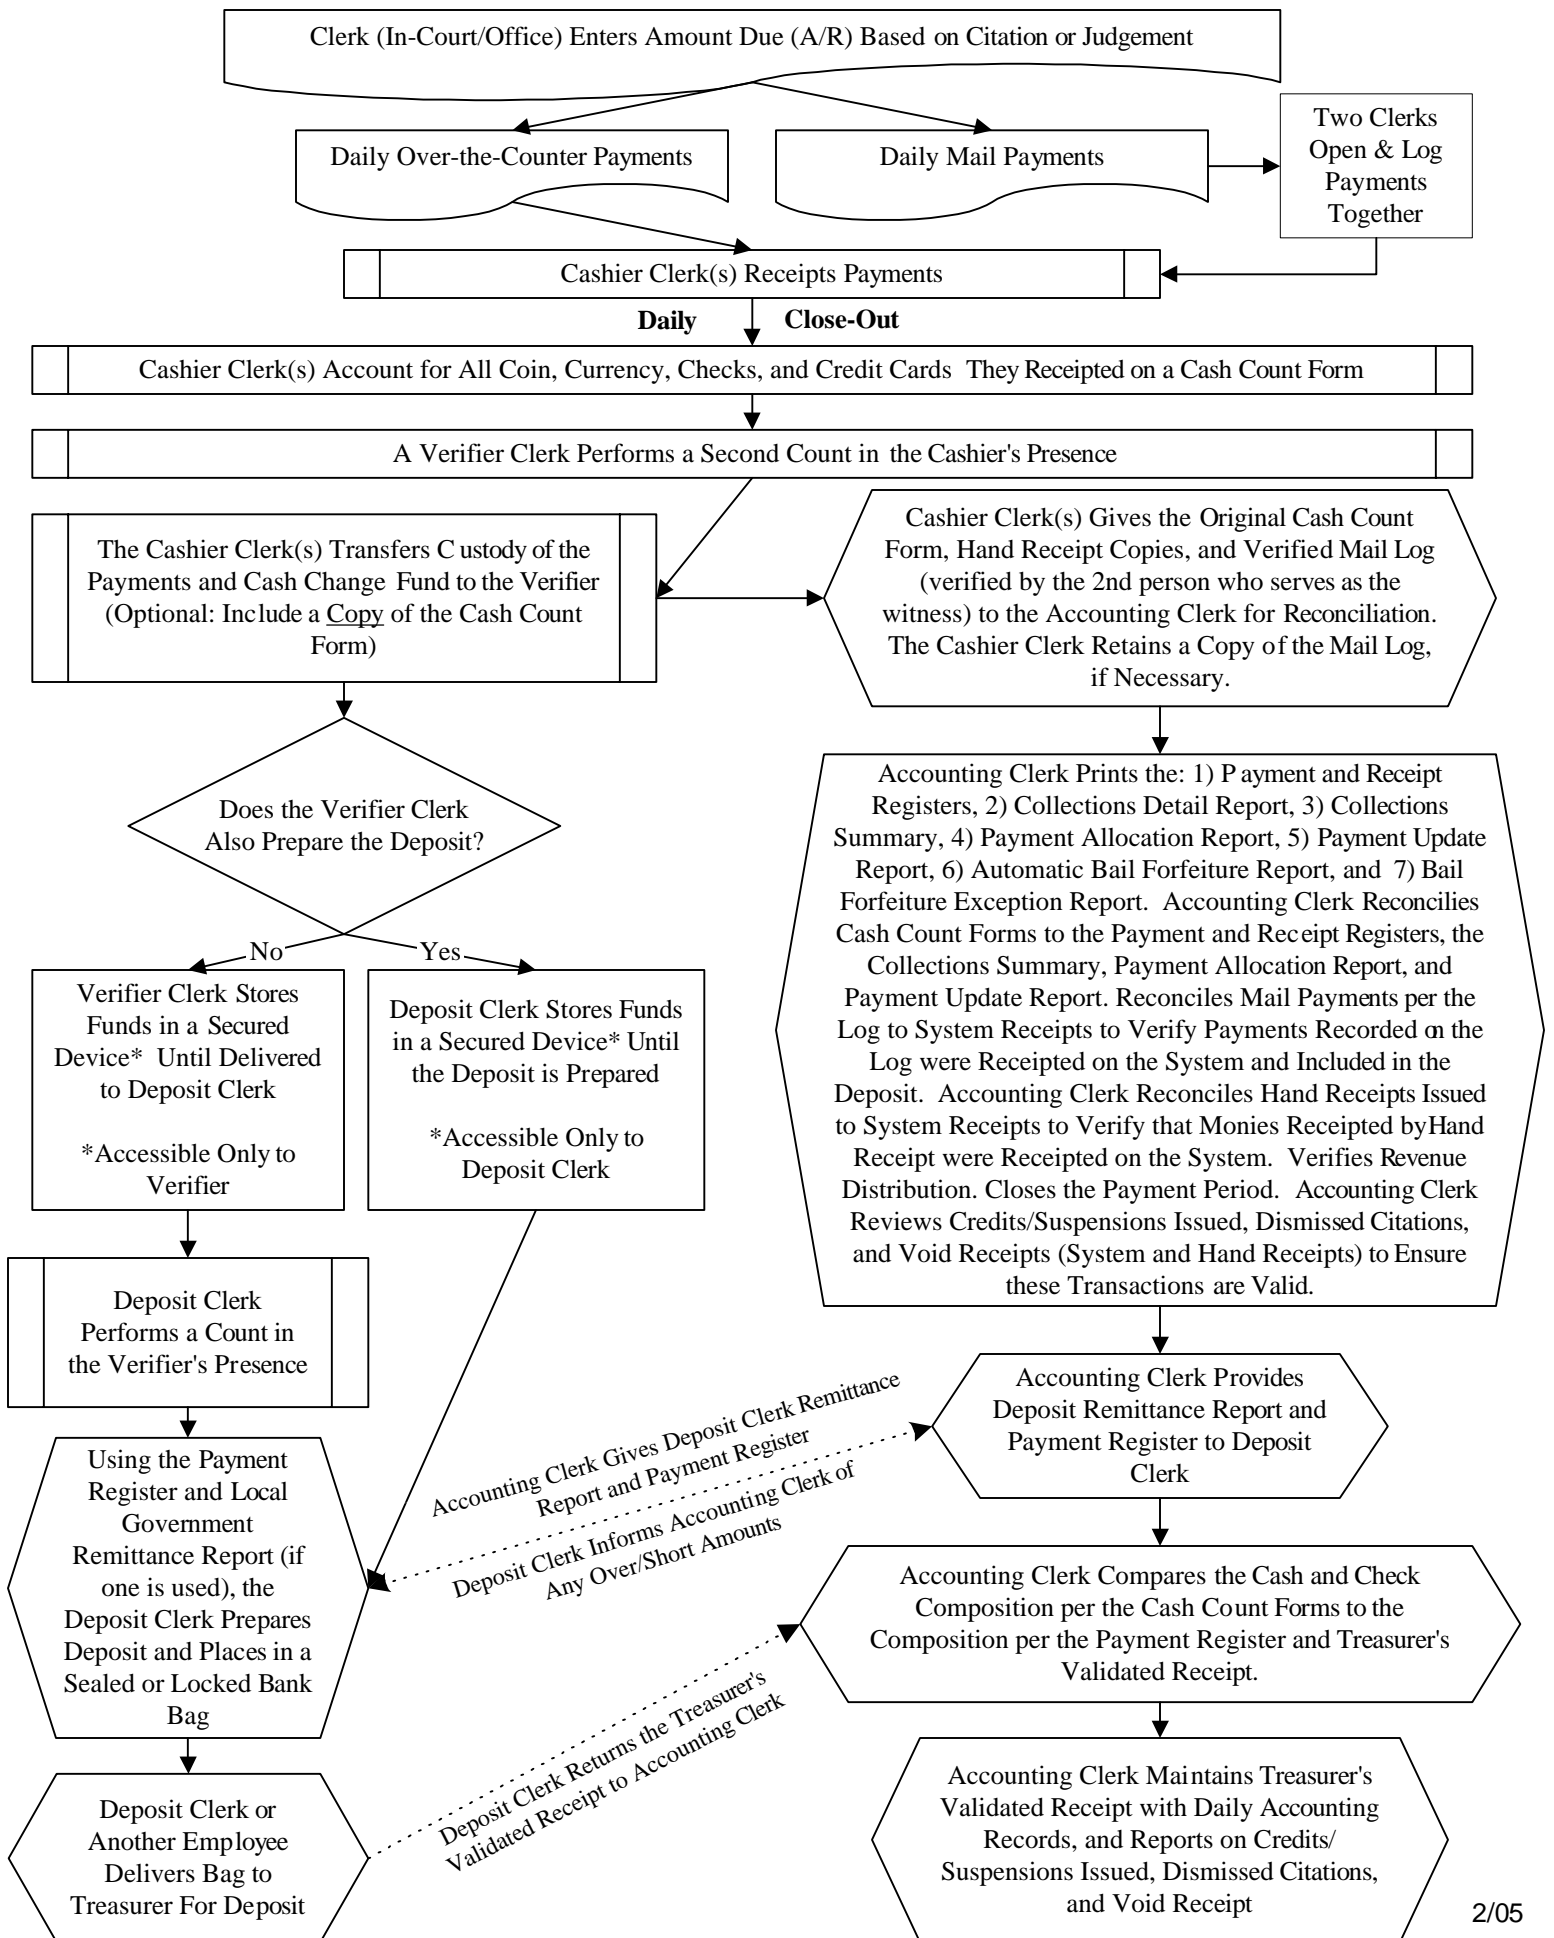 Clerk (In-Court/Office) Enters Amount Due (A/R) Based on Citation or Judgement
Daily Over-the-Counter Payments
Daily Mail Payments
Two Clerks
Open & Log
Payments
Together
Cashier Clerk(s) Receipts Payments
Daily Close-Out
Cashier Clerk(s) Account for All Coin, Currency, Checks, and Credit Cards They Receipted on a Cash Count Form
A Verifier Clerk Performs a Second Count in the Cashier's Presence
The Cashier Clerk(s) Transfers Custody of the
Payments and Cash Change Fund to the Verifier
(Optional: Include a Copy of the Cash Count
Form)
Cashier Clerk(s) Gives the Original Cash Count
Form, Hand Receipt Copies, and Verified Mail Log
(verified by the 2nd person who serves as the
witness) to the Accounting Clerk for Reconciliation.
The Cashier Clerk Retains a Copy of the Mail Log,
if Necessary.
Does the Verifier Clerk
Also Prepare the Deposit?
No
Yes
Verifier Clerk Stores
Funds in a Secured
Device* Until Delivered
to Deposit Clerk
*Accessible Only to
Verifier
Deposit Clerk Stores Funds
in a Secured Device* Until
the Deposit is Prepared
*Accessible Only to
Deposit Clerk
Accounting Clerk Prints the: 1) Payment and Receipt
Registers, 2) Collections Detail Report, 3) Collections
Summary, 4) Payment Allocation Report, 5) Payment Update
Report, 6) Automatic Bail Forfeiture Report, and 7) Bail
Forfeiture Exception Report. Accounting Clerk Reconcilies
Cash Count Forms to the Payment and Receipt Registers, the
Collections Summary, Payment Allocation Report, and
Payment Update Report. Reconciles Mail Payments per the
Log to System Receipts to Verify Payments Recorded on the
Log were Receipted on the System and Included in the
Deposit. Accounting Clerk Reconciles Hand Receipts Issued
to System Receipts to Verify that Monies Receipted by Hand
Receipt were Receipted on the System. Verifies Revenue
Distribution. Closes the Payment Period. Accounting Clerk
Reviews Credits/Suspensions Issued, Dismissed Citations,
and Void Receipts (System and Hand Receipts) to Ensure
these Transactions are Valid.
Deposit Clerk
Performs a Count in
the Verifier's Presence
Accounting Clerk Provides
Deposit Remittance Report and
Payment Register to Deposit
Clerk
Accounting Clerk Gives Deposit Clerk Remittance
Report and Payment Register
Deposit Clerk Informs Accounting Clerk of
Any Over/Short Amounts
Using the Payment
Register and Local
Government
Remittance Report (if
one is used), the
Deposit Clerk Prepares
Deposit and Places in a
Sealed or Locked Bank
Bag
Accounting Clerk Compares the Cash and Check
Composition per the Cash Count Forms to the
Composition per the Payment Register and Treasurer's
Validated Receipt.
Deposit Clerk Returns the Treasurer's
Validated Receipt to Accounting Clerk
Deposit Clerk or
Another Employee
Delivers Bag to
Treasurer For Deposit
Accounting Clerk Maintains Treasurer's
Validated Receipt with Daily Accounting
Records, and Reports on Credits/
Suspensions Issued, Dismissed Citations,
and Void Receipt
2/05